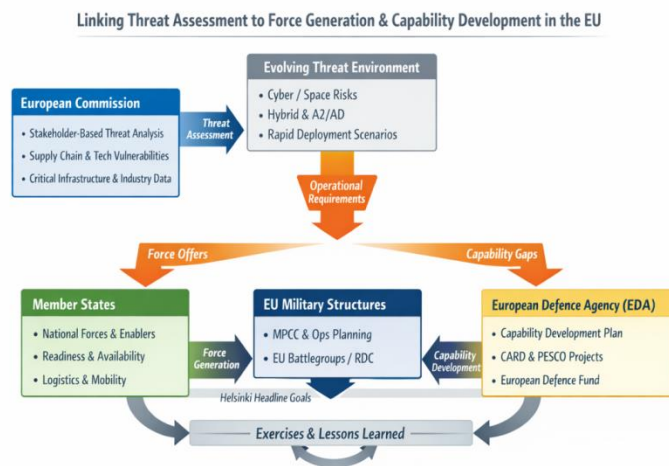 Linking Threat Assessment to Force Generation & Capability Development in the EU
Evolving Threat Environment
• Cyber / Space Risks
• Hybrid & A2/AD
• Rapid Deployment Scenarios
European Commission
• Stakeholder-Based Threat Analysis
• Supply Chain & Tech Vulnerabilities
• Critical Infrastructure & Industry Data
Threat
Assessment
Operational
Requirements
Force Offers
Capability Gaps
Member States
• National Forces & Enablers
• Readiness & Availability
• Logistics & Mobility
Force
Generation
EU Military Structures
• MPCC & Ops Planning
• EU Battlegroups / RDC
Capability
Development
European Defence Agency (EDA)
• Capability Development Plan
• CARD & PESCO Projects
• European Defence Fund
Helsinki Headline Goals
Exercises & Lessons Learned